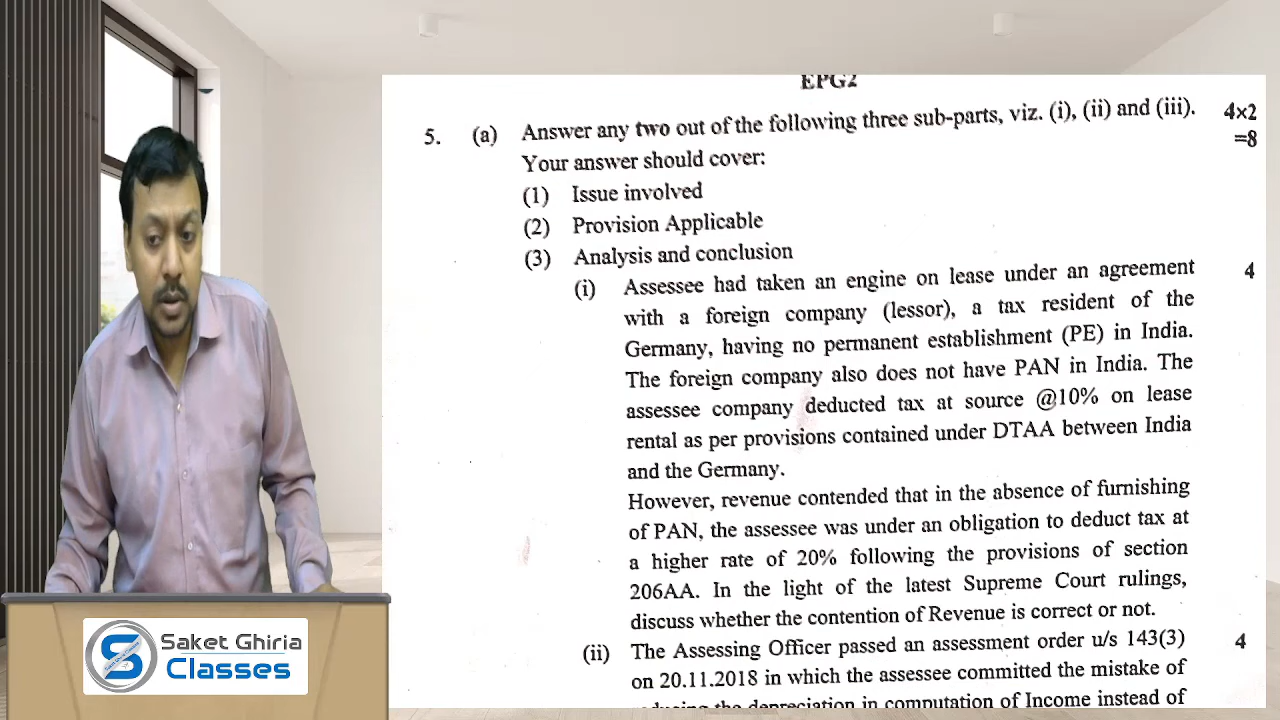 EPG2
5. (a) Answer any two out of the following three sub-parts, viz. (i), (ii) and (iii). 4×2
Your answer should cover: =8
(1) Issue involved
(2) Provision Applicable
(3) Analysis and conclusion
(i) Assessee had taken an engine on lease under an agreement 4
with a foreign company (lessor), a tax resident of the
Germany, having no permanent establishment (PE) in India.
The foreign company also does not have PAN in India. The
assessee company deducted tax at source @10% on lease
rental as per provisions contained under DTAA between India
and the Germany.
However, revenue contended that in the absence of furnishing
of PAN, the assessee was under an obligation to deduct tax at
a higher rate of 20% following the provisions of section
206AA. In the light of the latest Supreme Court rulings,
discuss whether the contention of Revenue is correct or not.
(ii) The Assessing Officer passed an assessment order u/s 143(3) 4
on 20.11.2018 in which the assessee committed the mistake of
the depreciation in computation of Income instead of
Saket Ghiria
Classes